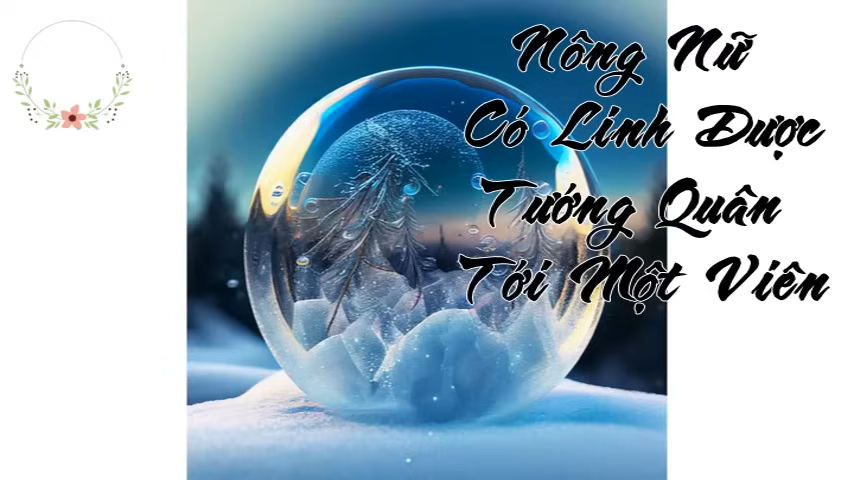 Nông Nữ
Có Linh Dược
Tướng Quân
Tới Một Viên